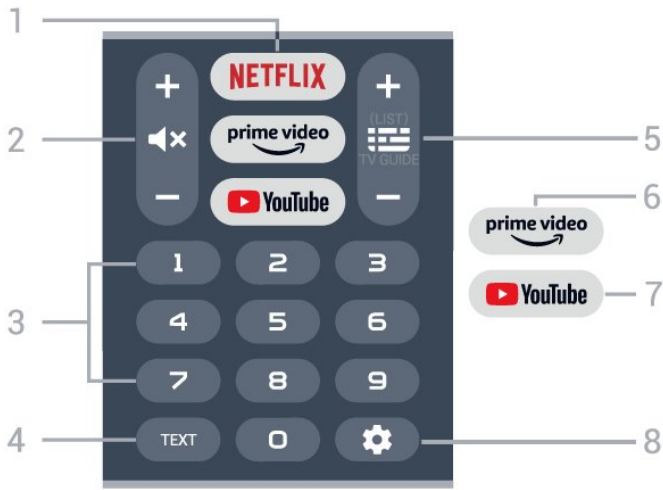 1
NETFLIX
+
+
2
prime video
(LIST)
TV GUIDE
5
−
YouTube
−
6
prime video
1
2
3
YouTube
7
3
4
5
6
7
8
9
4
TEXT
0
8